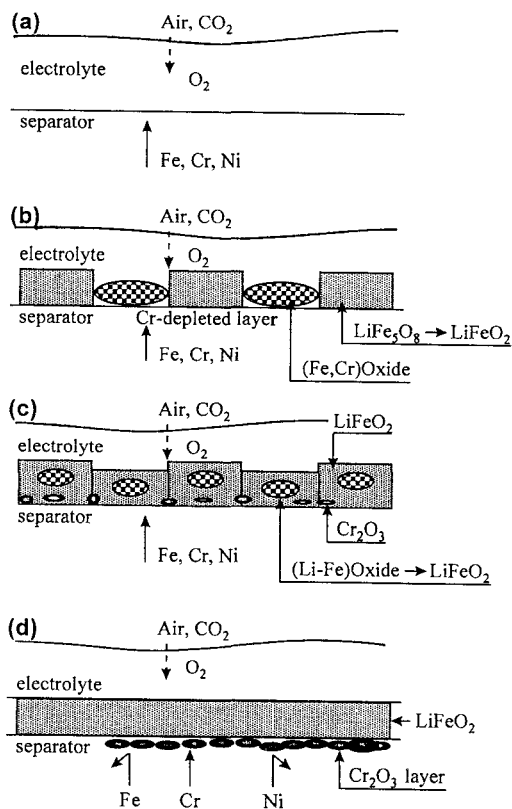 (a)
Air, CO2
electrolyte
O2
separator
Fe, Cr, Ni
(b)
Air, CO2
electrolyte
O2
separator
Cr-depleted layer
Fe, Cr, Ni
LiFe5O8 → LiFeO2
(Fe,Cr)Oxide
(c)
Air, CO2
LiFeO2
electrolyte
O2
separator
Cr2O3
Fe, Cr, Ni
(Li-Fe)Oxide → LiFeO2
(d)
Air, CO2
O2
electrolyte
LiFeO2
separator
Cr2O3 layer
Fe Cr Ni